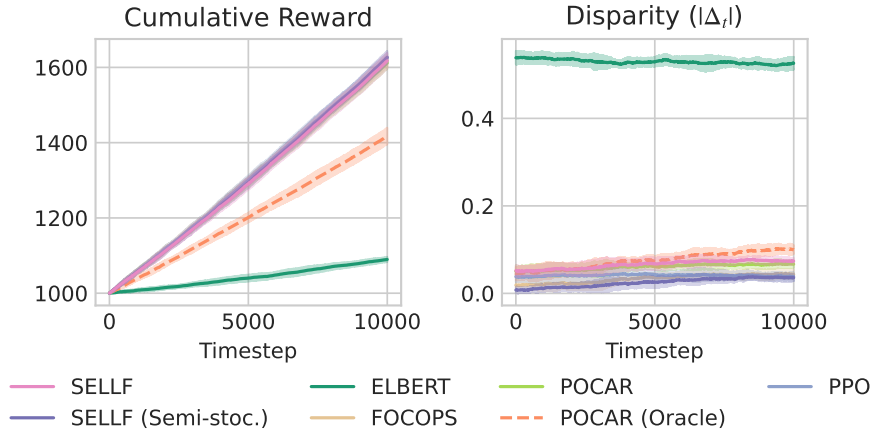 Cumulative Reward
1600
1400
1200
1000
0
5000
10000
Timestep
Disparity (|Δt|)
0.4
0.2
0.0
0
5000
10000
Timestep
SELLF
ELBERT
POCAR
PPO
SELLF (Semi-stoc.)
FOCOPS
POCAR (Oracle)